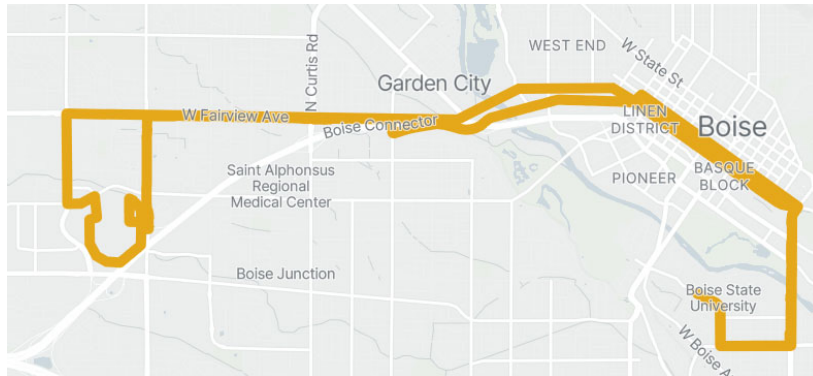 WEST END
W State St
N Curtis Rd
Garden City
W Fairview Ave
Boise Connector
LINEN
DISTRICT
Boise
Saint Alphonsus
Regional
Medical Center
PIONEER
BASQUE
BLOCK
Boise Junction
Boise State
University
W Boise A